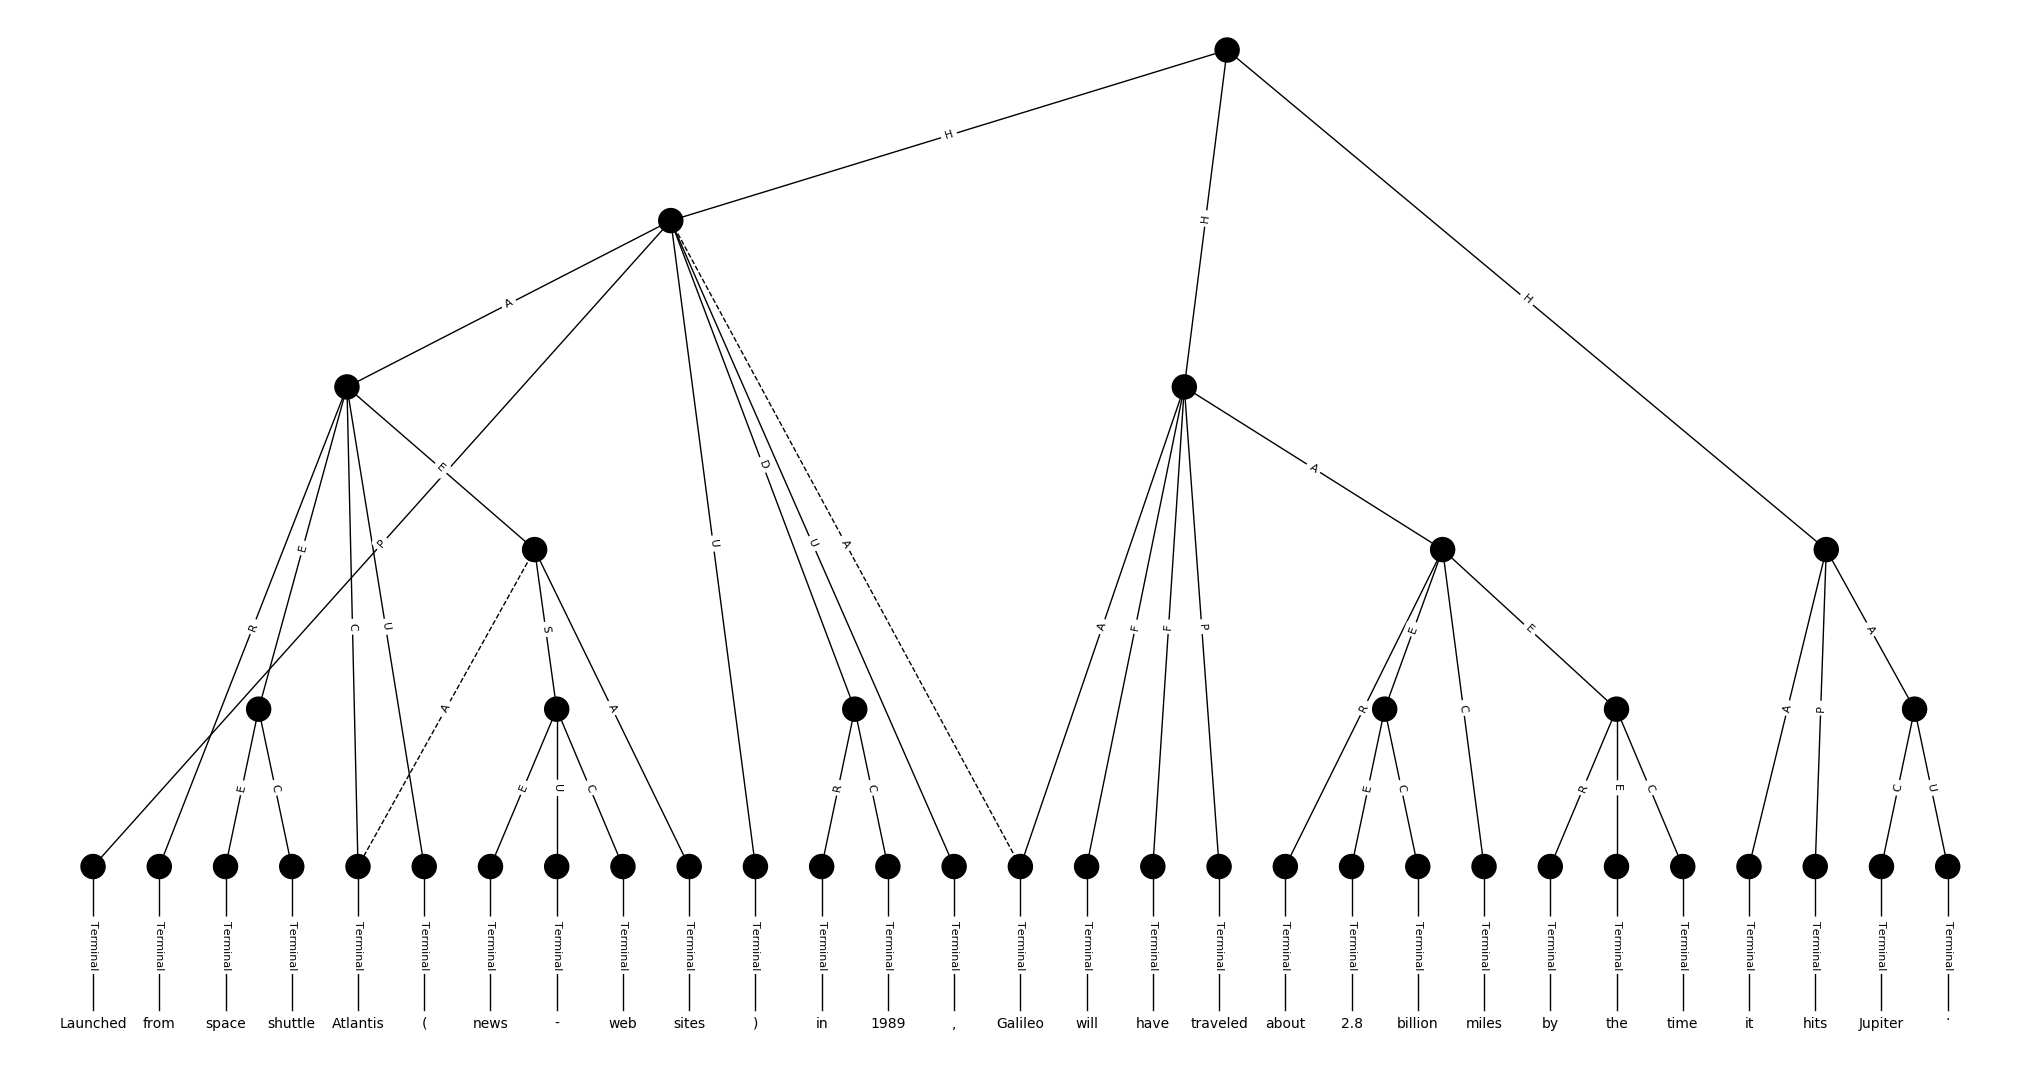 H
H
H
A
E
A
E
P
D
U
U
A
R
E
C
U
S
A
A
A
F
F
P
E
R
C
E
A
P
A
E
C
E
U
C
R
C
E
C
R
E
C
C
U
Terminal Terminal Terminal Terminal Terminal Terminal Terminal Terminal Terminal Terminal Terminal Terminal Terminal Terminal Terminal Terminal Terminal Terminal Terminal Terminal Terminal Terminal Terminal Terminal Terminal Terminal Terminal Terminal Terminal
Launched from space shuttle Atlantis ( news - web sites ) in 1989 , Galileo will have traveled about 2.8 billion miles by the time it hits Jupiter .